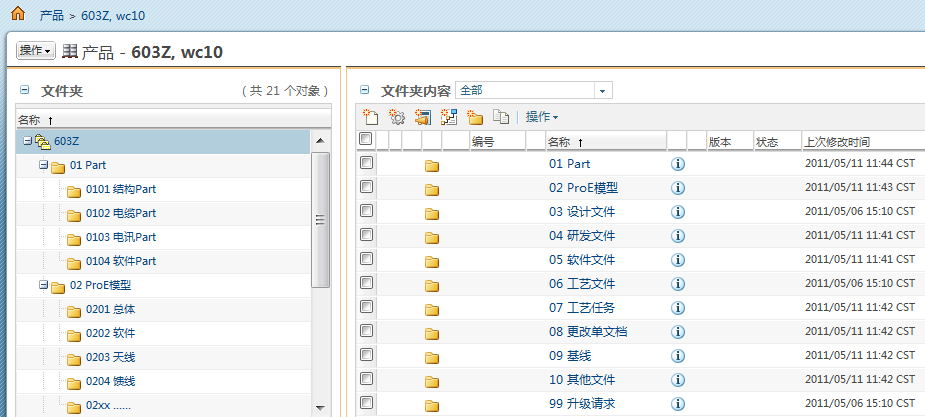 产品 > 603Z, wc10
操作 产品 - 603Z, wc10
文件夹 (共 21 个对象)
名称 ↑
603Z
01 Part
0101 结构Part
0102 电缆Part
0103 电讯Part
0104 软件Part
02 ProE模型
0201 总体
0202 软件
0203 天线
0204 馈线
02xx ......
文件夹内容 全部
操作
编号 名称 ↑ 版本 状态 上次修改时间
01 Part 2011/05/11 11:44 CST
02 ProE模型 2011/05/11 11:43 CST
03 设计文件 2011/05/06 15:10 CST
04 研发文件 2011/05/11 11:41 CST
05 软件文件 2011/05/11 11:41 CST
06 工艺文件 2011/05/06 15:10 CST
07 工艺任务 2011/05/11 11:42 CST
08 更改单文档 2011/05/11 11:42 CST
09 基线 2011/05/11 11:42 CST
10 其他文件 2011/05/11 11:42 CST
99 升级请求 2011/05/06 15:10 CST